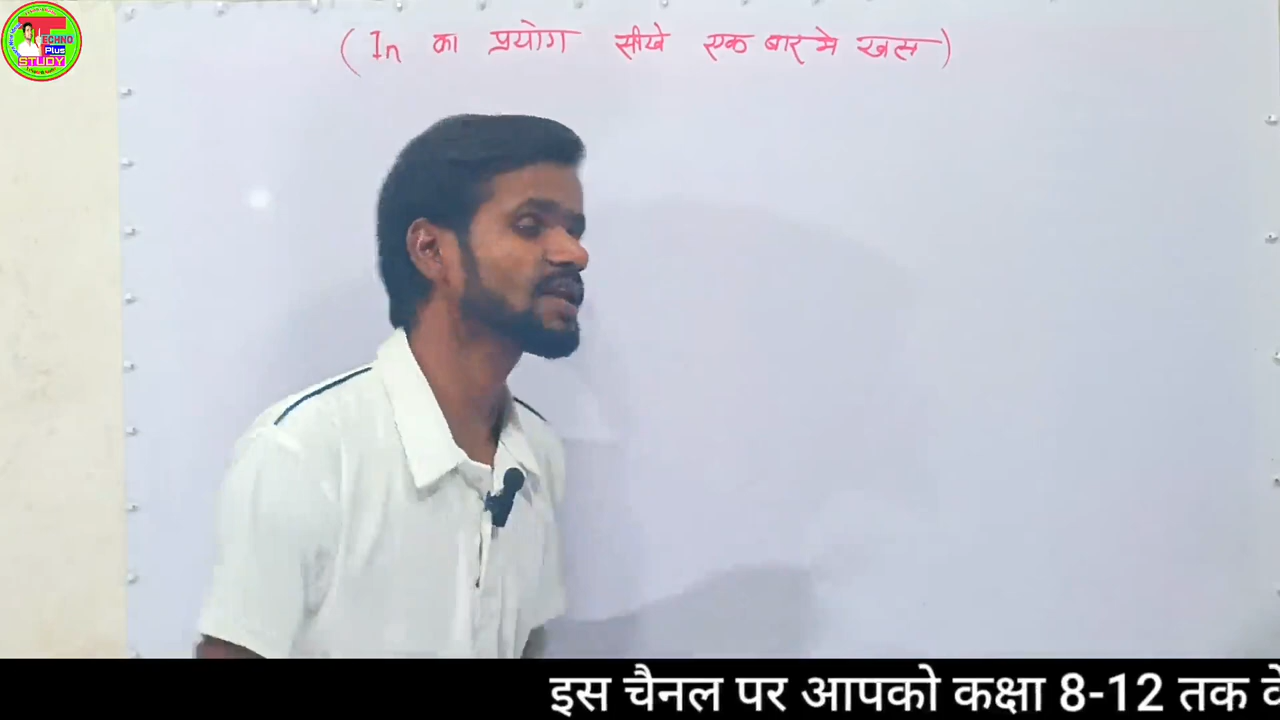 TECHNO
Plus
STUDY
(In का प्रयोग सीखे एक बार मे खत्म)
इस चैनल पर आपको कक्षा 8-12 तक के